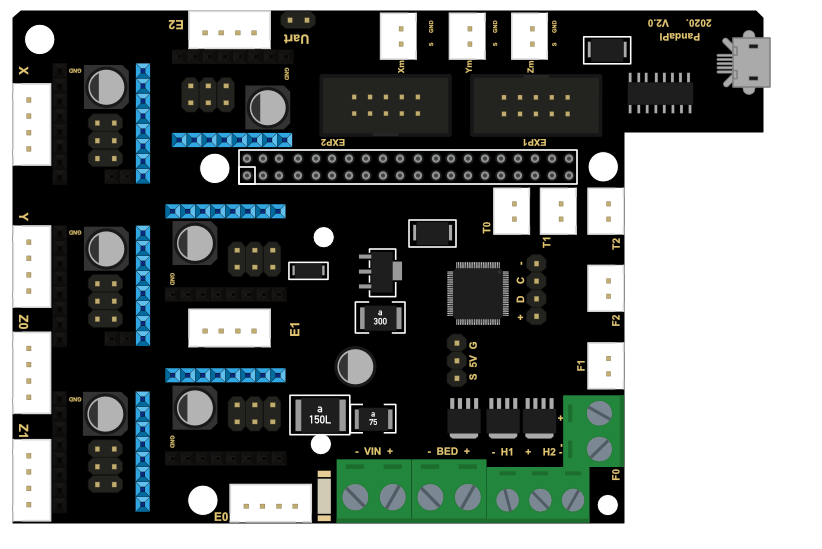 E2
Uart
GND
S
Xm
GND
S
Ym
GND
S
Zm
2020. V2.0
PandaPI
X
GND
GND
EXP2
EXP1
Y
GND
GND
T0
T1
T2
-
C
D
+
F2
a
300
Z0
E1
G
5V
S
F1
Z1
GND
GND
a
150L
a
75
- VIN +
- BED +
- H1 + H2 -
+
-
F0
E0